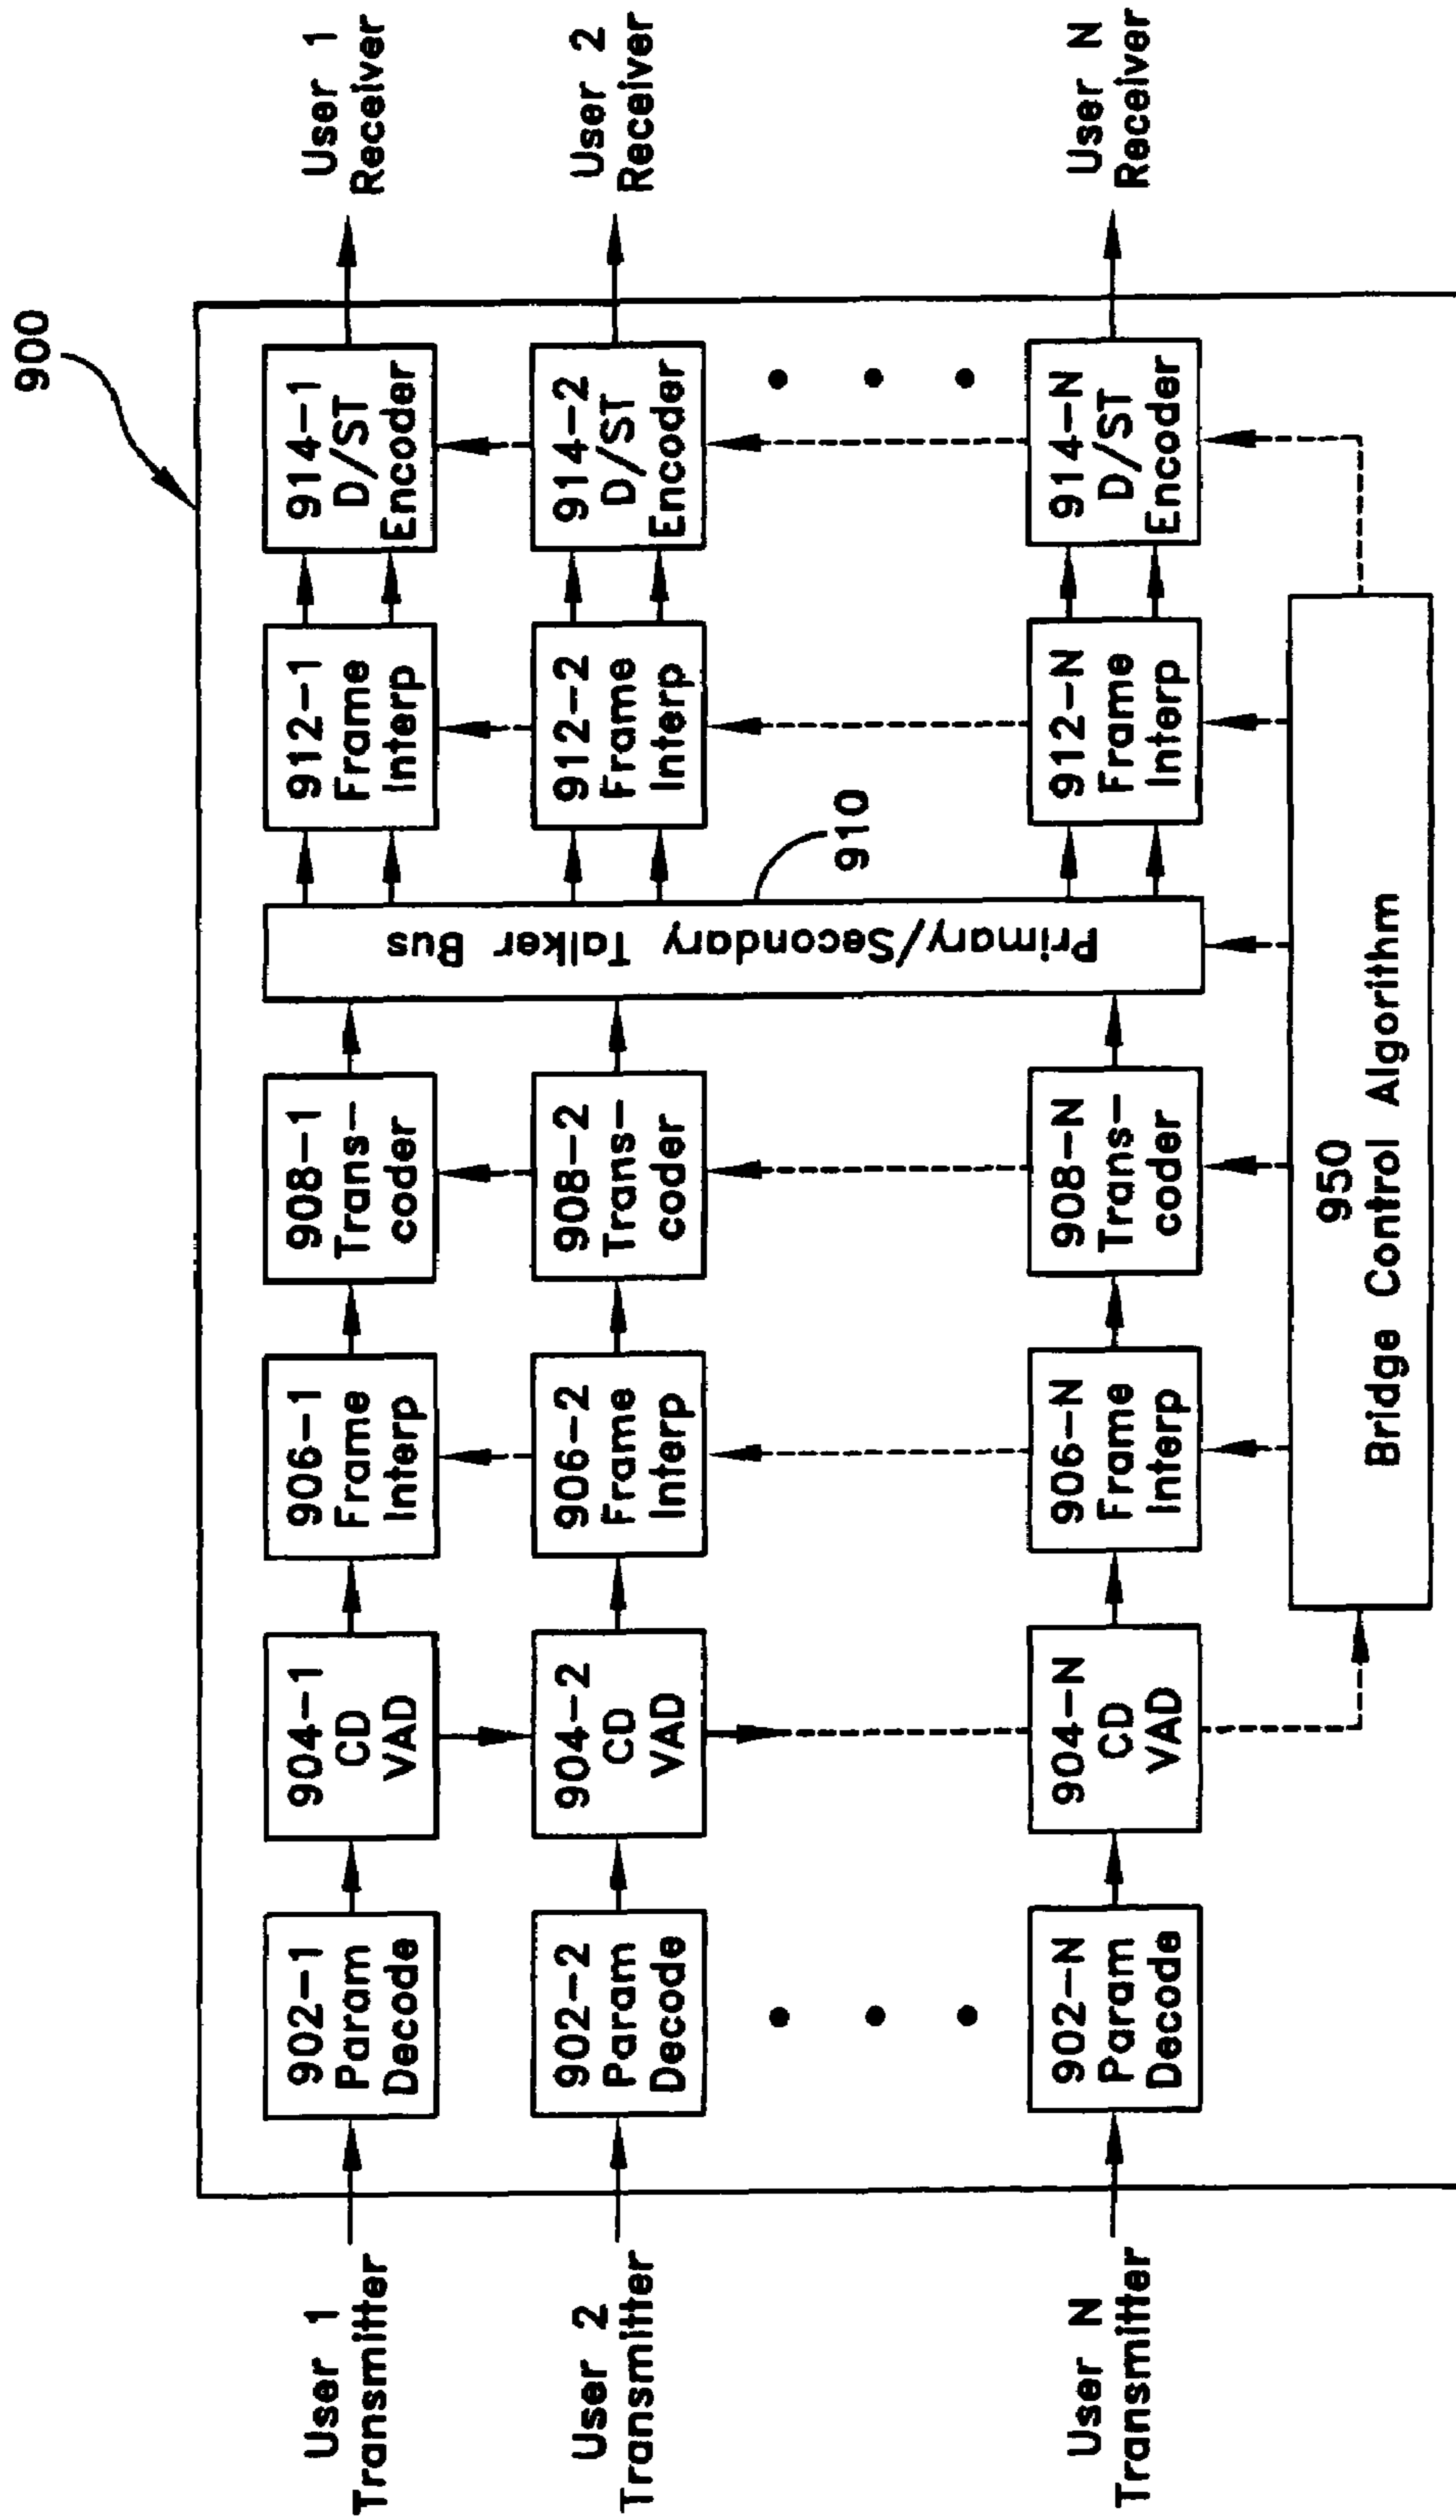 900
User 1
Transmitter
902-1
Param
Decode
904-1
CD
VAD
906-1
Frame
Interp
908-1
Trans-
coder
912-1
Frame
Interp
914-1
D/ST
Encoder
User 1
Receiver
User 2
Transmitter
902-2
Param
Decode
904-2
CD
VAD
906-2
Frame
Interp
908-2
Trans-
coder
Primary/Secondary Talker Bus
910
912-2
Frame
Interp
914-2
D/ST
Encoder
User 2
Receiver
User N
Transmitter
902-N
Param
Decode
904-N
CD
VAD
906-N
Frame
Interp
908-N
Trans-
coder
912-N
Frame
Interp
914-N
D/ST
Encoder
User N
Receiver
950
Bridge Control Algorithm